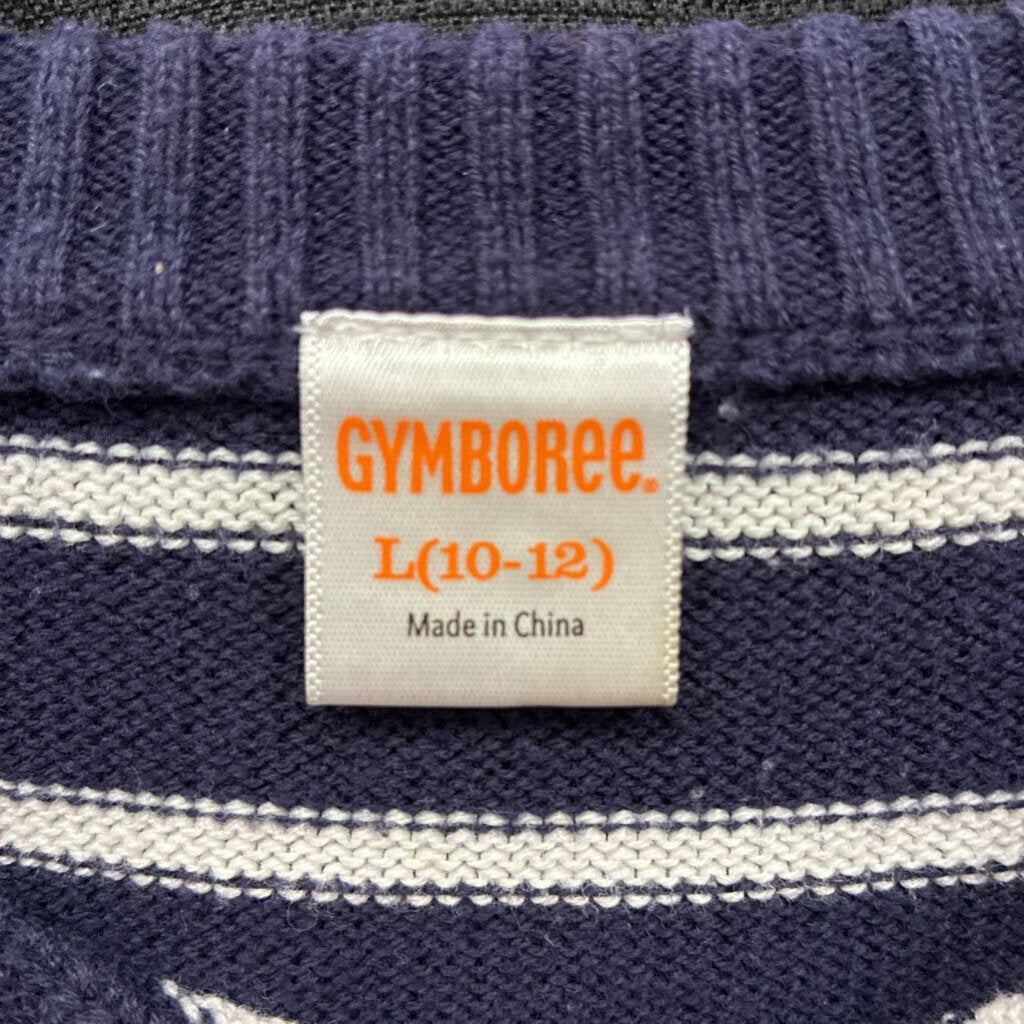 GYMBOREE®
L(10-12)
Made in China